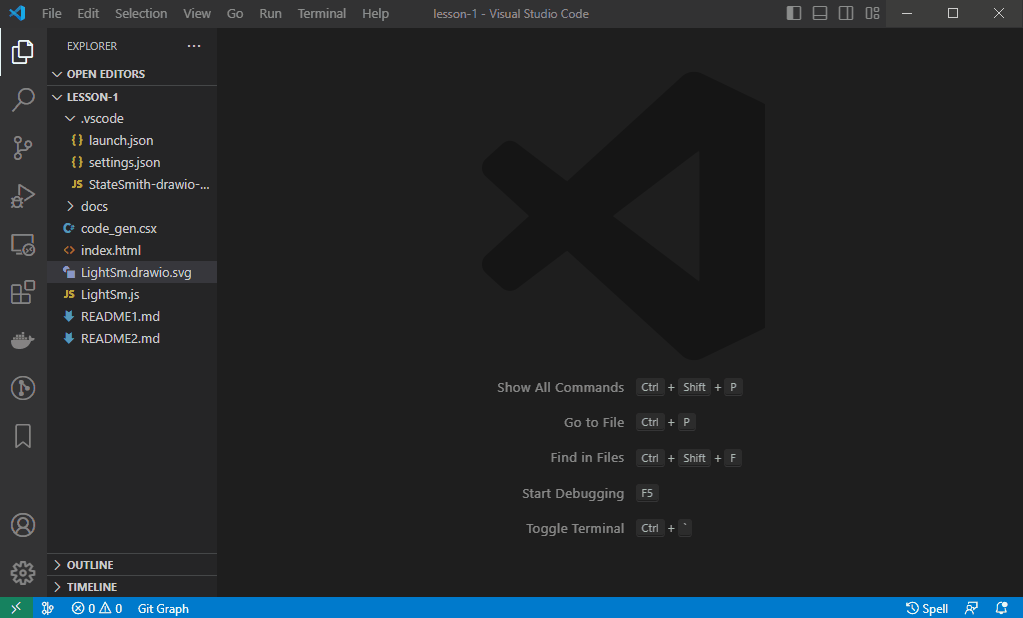 File Edit Selection View Go Run Terminal Help lesson-1 - Visual Studio Code
EXPLORER
OPEN EDITORS
LESSON-1
.vscode
{} launch.json
{} settings.json
JS StateSmith-drawio-...
docs
code_gen.csx
<> index.html
LightSm.drawio.svg
JS LightSm.js
README1.md
README2.md
OUTLINE
TIMELINE
Show All Commands Ctrl + Shift + P
Go to File Ctrl + P
Find in Files Ctrl + Shift + F
Start Debugging F5
Toggle Terminal Ctrl + `
0 0 Git Graph Spell